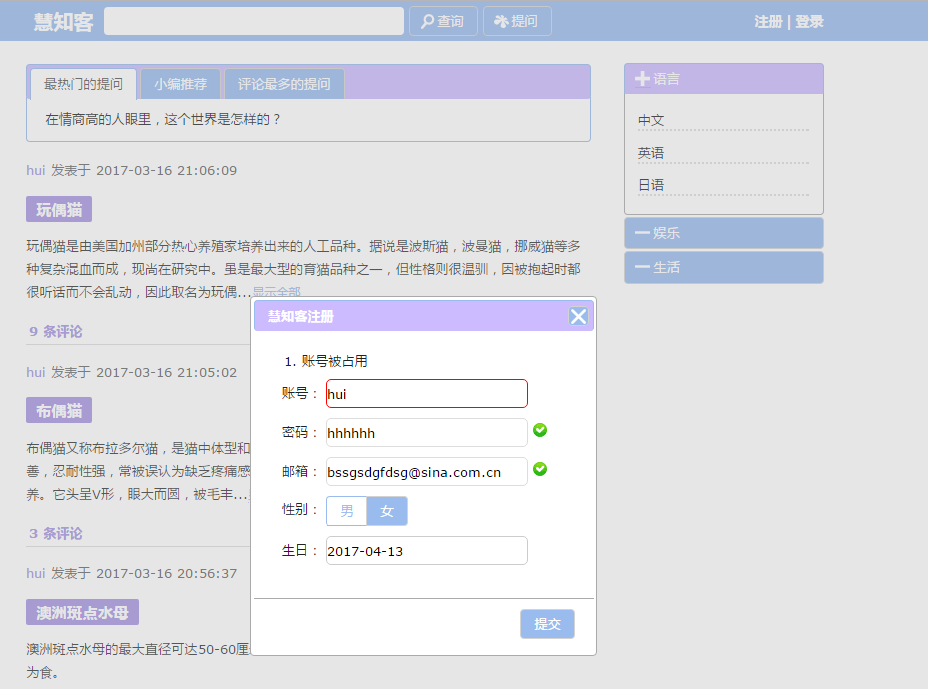 慧知客
查询
提问
注册 | 登录
最热门的提问
小编推荐
评论最多的提问
在情商高的人眼里，这个世界是怎样的？
hui 发表于 2017-03-16 21:06:09
玩偶猫
玩偶猫是由美国加州部分热心养殖家培养出来的人工品种。据说是波斯猫，波曼猫，挪威猫等多
种复杂混血而成，现尚在研究中。虽是最大型的育猫品种之一，但性格则很温驯，因被抱起时都
很听话而不会乱动，因此取名为玩偶...显示全部
9 条评论
hui 发表于 2017-03-16 21:05:02
布偶猫
布偶猫又称布拉多尔猫，是猫中体型和
善，忍耐性强，常被误认为缺乏疼痛感
养。它头呈V形，眼大而圆，被毛丰...
3 条评论
hui 发表于 2017-03-16 20:56:37
澳洲斑点水母
澳洲斑点水母的最大直径可达50-60厘
为食。
语言
中文
英语
日语
娱乐
生活
慧知客注册
1. 账号被占用
账号： hui
密码： hhhhhh
邮箱： bssgsdgfdsg@sina.com.cn
性别： 男 女
生日： 2017-04-13
提交